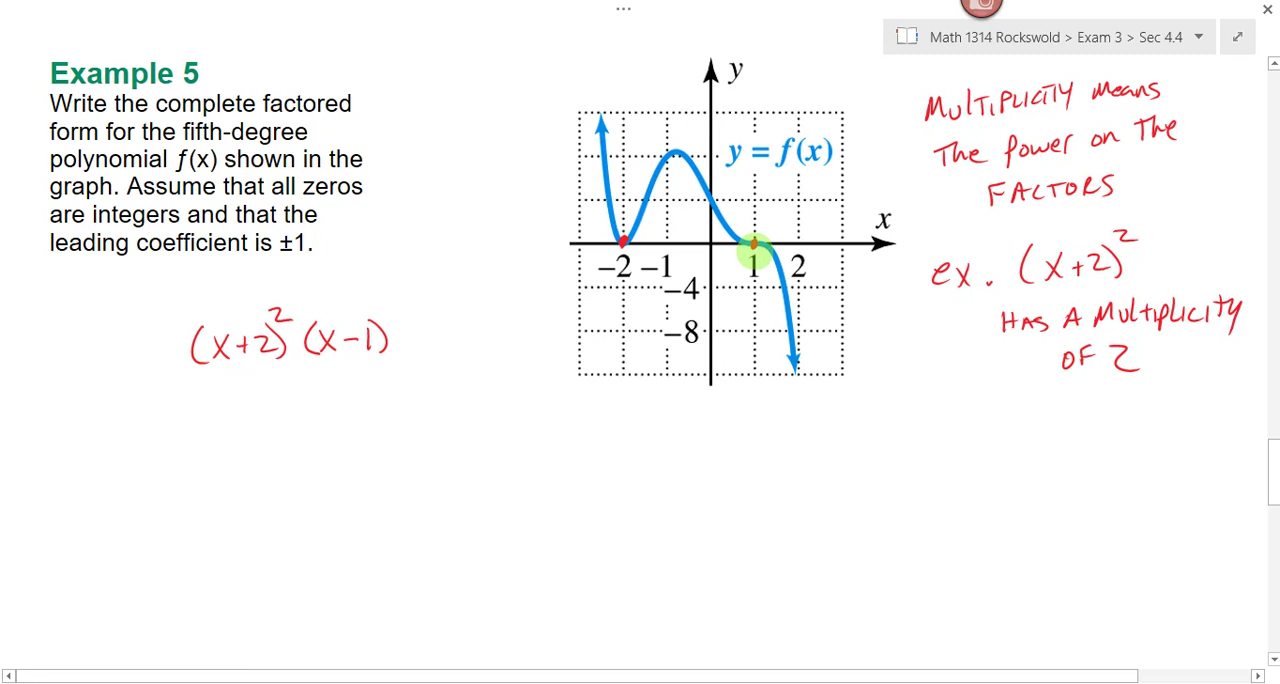 Math 1314 Rockswold > Exam 3 > Sec 4.4
Example 5
Write the complete factored
form for the fifth-degree
polynomial ƒ(x) shown in the
graph. Assume that all zeros
are integers and that the
leading coefficient is ±1.
(x+2)² (x-1)
y
y = f(x)
x
−2 −1 1 2
−4
−8
MULTIPLICITY Means
THE POWER ON THE
FACTORS
ex. (x+2)²
HAS A MULTIPLICITY
OF 2